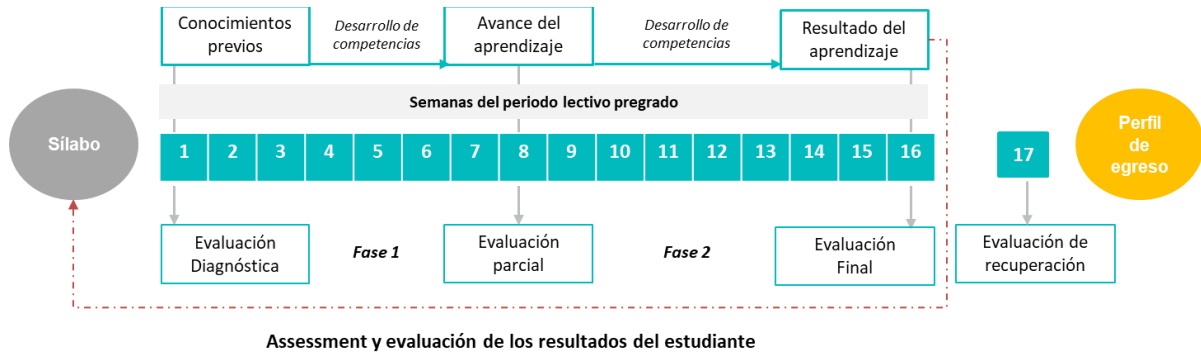 Conocimientos
previos
Desarrollo de
competencias
Avance del
aprendizaje
Desarrollo de
competencias
Resultado del
aprendizaje
Semanas del periodo lectivo pregrado
Sílabo
1 2 3 4 5 6 7 8 9 10 11 12 13 14 15 16
17
Perfil
de
egreso
Evaluación
Diagnóstica
Fase 1
Evaluación
parcial
Fase 2
Evaluación
Final
Evaluación de
recuperación
Assessment y evaluación de los resultados del estudiante